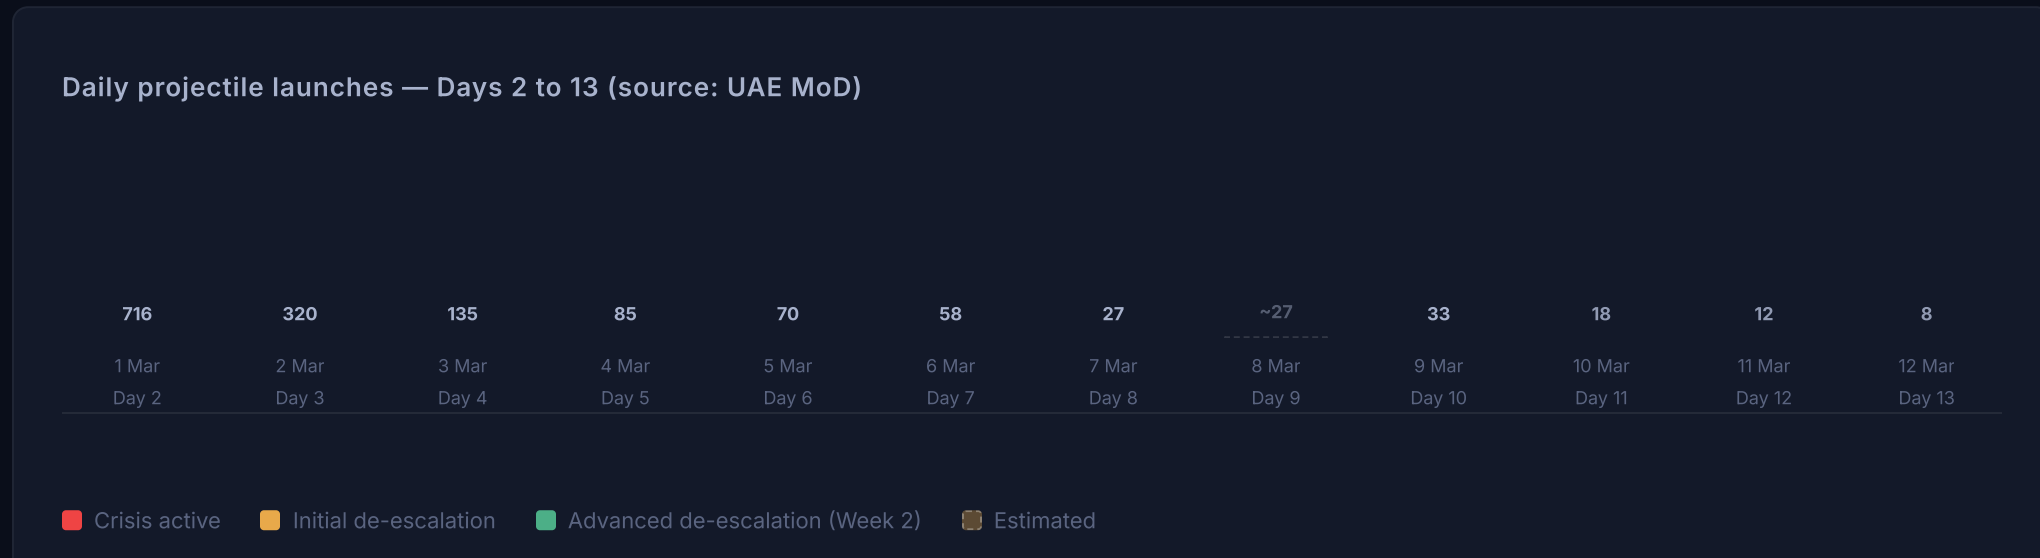 Daily projectile launches — Days 2 to 13 (source: UAE MoD)
716 320 135 85 70 58 27 ~27 33 18 12 8
1 Mar 2 Mar 3 Mar 4 Mar 5 Mar 6 Mar 7 Mar 8 Mar 9 Mar 10 Mar 11 Mar 12 Mar
Day 2 Day 3 Day 4 Day 5 Day 6 Day 7 Day 8 Day 9 Day 10 Day 11 Day 12 Day 13
Crisis active Initial de-escalation Advanced de-escalation (Week 2) Estimated